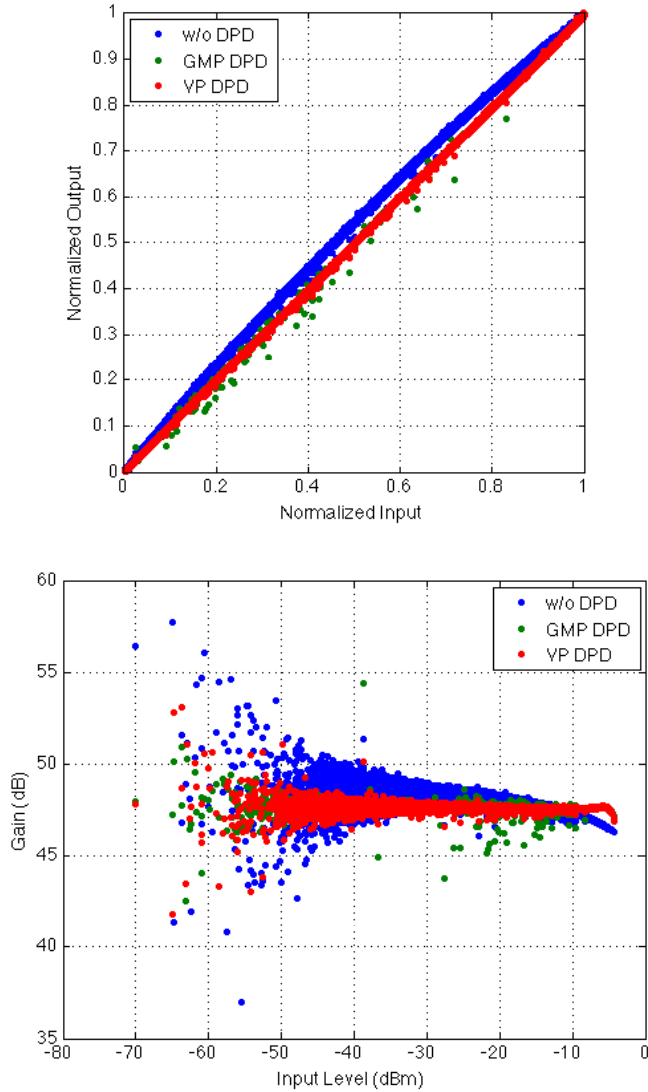 1
0.9
0.8
0.7
0.6
0.5
0.4
0.3
0.2
0.1
0
Normalized Output
w/o DPD
GMP DPD
VP DPD
0 0.2 0.4 0.6 0.8 1
Normalized Input
60
55
50
45
40
35
Gain (dB)
w/o DPD
GMP DPD
VP DPD
-80 -70 -60 -50 -40 -30 -20 -10 0
Input Level (dBm)